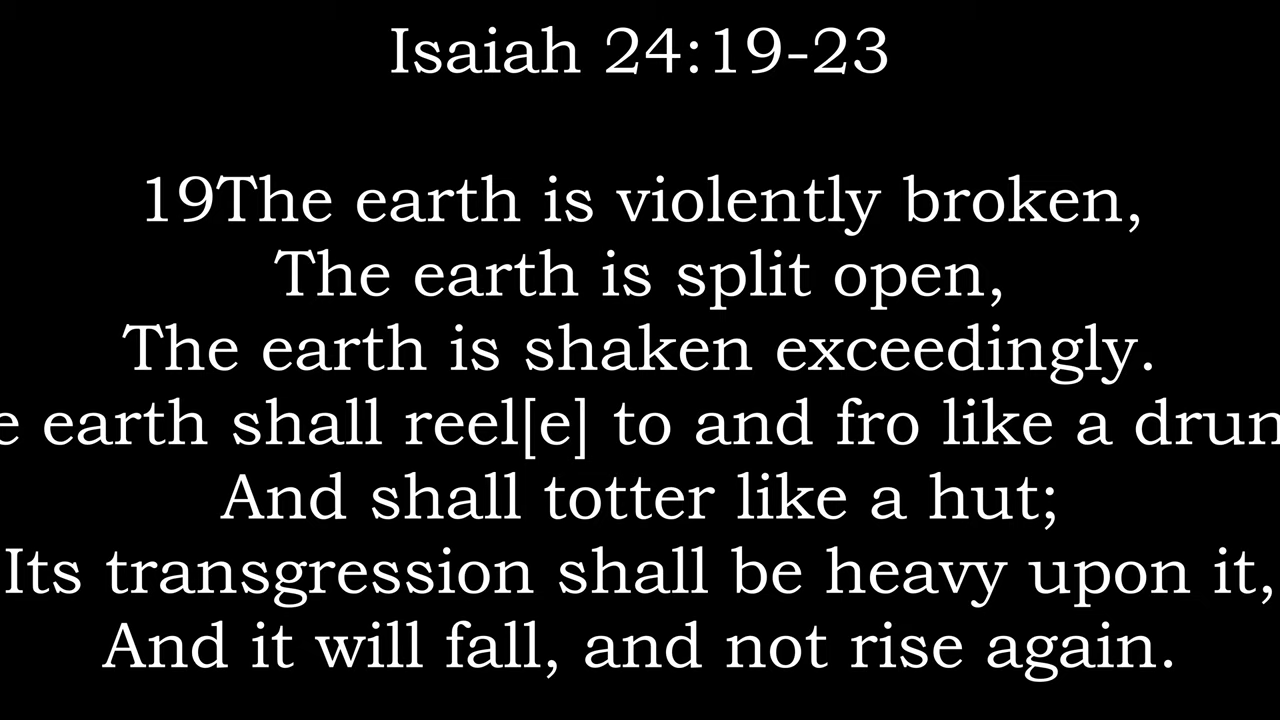 Isaiah 24:19-23
19The earth is violently broken,
The earth is split open,
The earth is shaken exceedingly.
e earth shall reel[e] to and fro like a drun
And shall totter like a hut;
Its transgression shall be heavy upon it,
And it will fall, and not rise again.